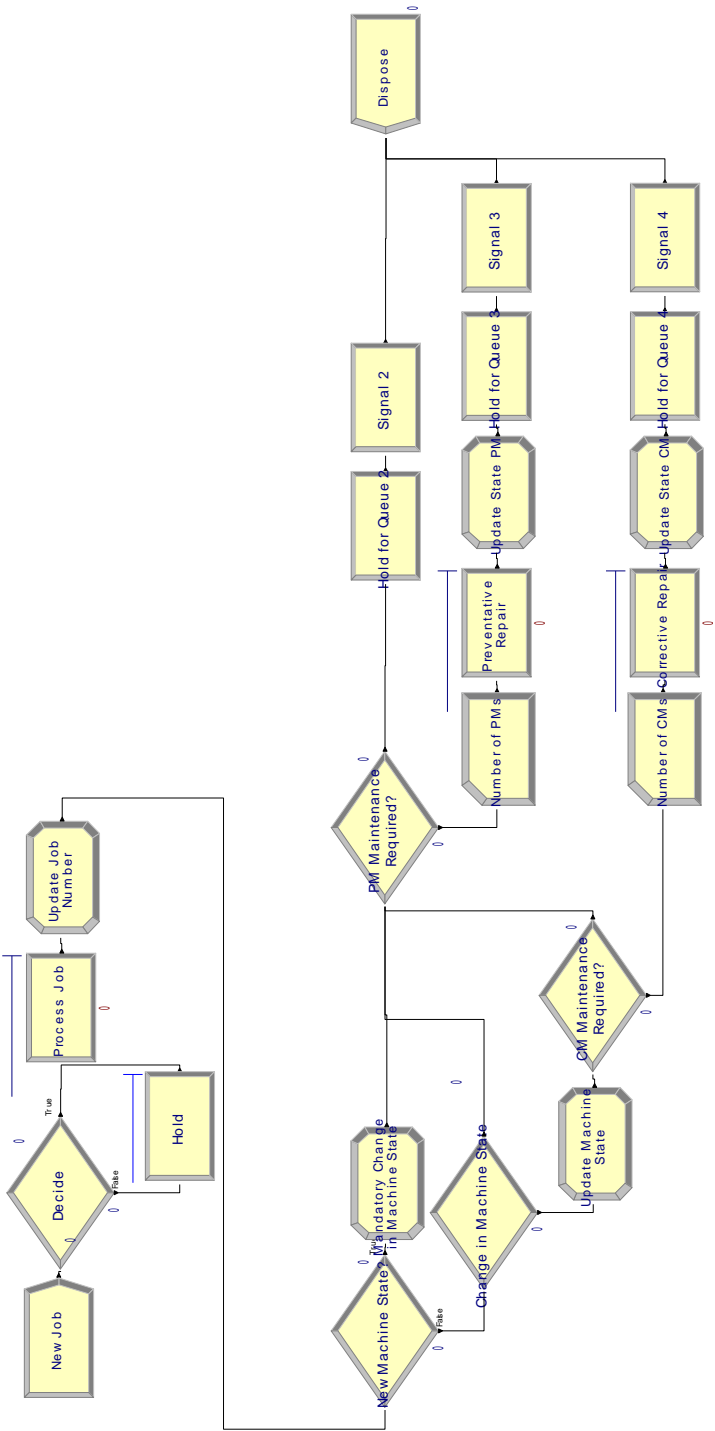 New Job
Decide
True
False
0
0
0
Hold
Process Job
0
Update Job
Number
New Machine State?
True
False
0
0
Mandatory Change
in Machine State
Change in Machine State
0
0
Update Machine
State
CM Maintenance
Required?
0
0
PM Maintenance
Required?
0
0
Hold for Queue 2
Signal 2
Number of PMs
Preventative
Repair
0
Update State PM
Hold for Queue 3
Signal 3
Number of CMs
Corrective Repair
0
Update State CM
Hold for Queue 4
Signal 4
Dispose
0